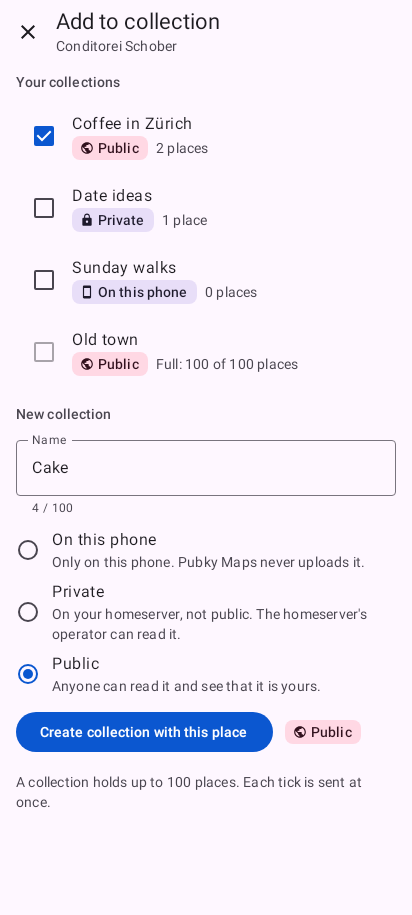 Add to collection
Conditorei Schober
Your collections
Coffee in Zürich
Public 2 places
Date ideas
Private 1 place
Sunday walks
On this phone 0 places
Old town
Public Full: 100 of 100 places
New collection
Name
Cake
4 / 100
On this phone
Only on this phone. Pubky Maps never uploads it.
Private
On your homeserver, not public. The homeserver's
operator can read it.
Public
Anyone can read it and see that it is yours.
Create collection with this place Public
A collection holds up to 100 places. Each tick is sent at
once.